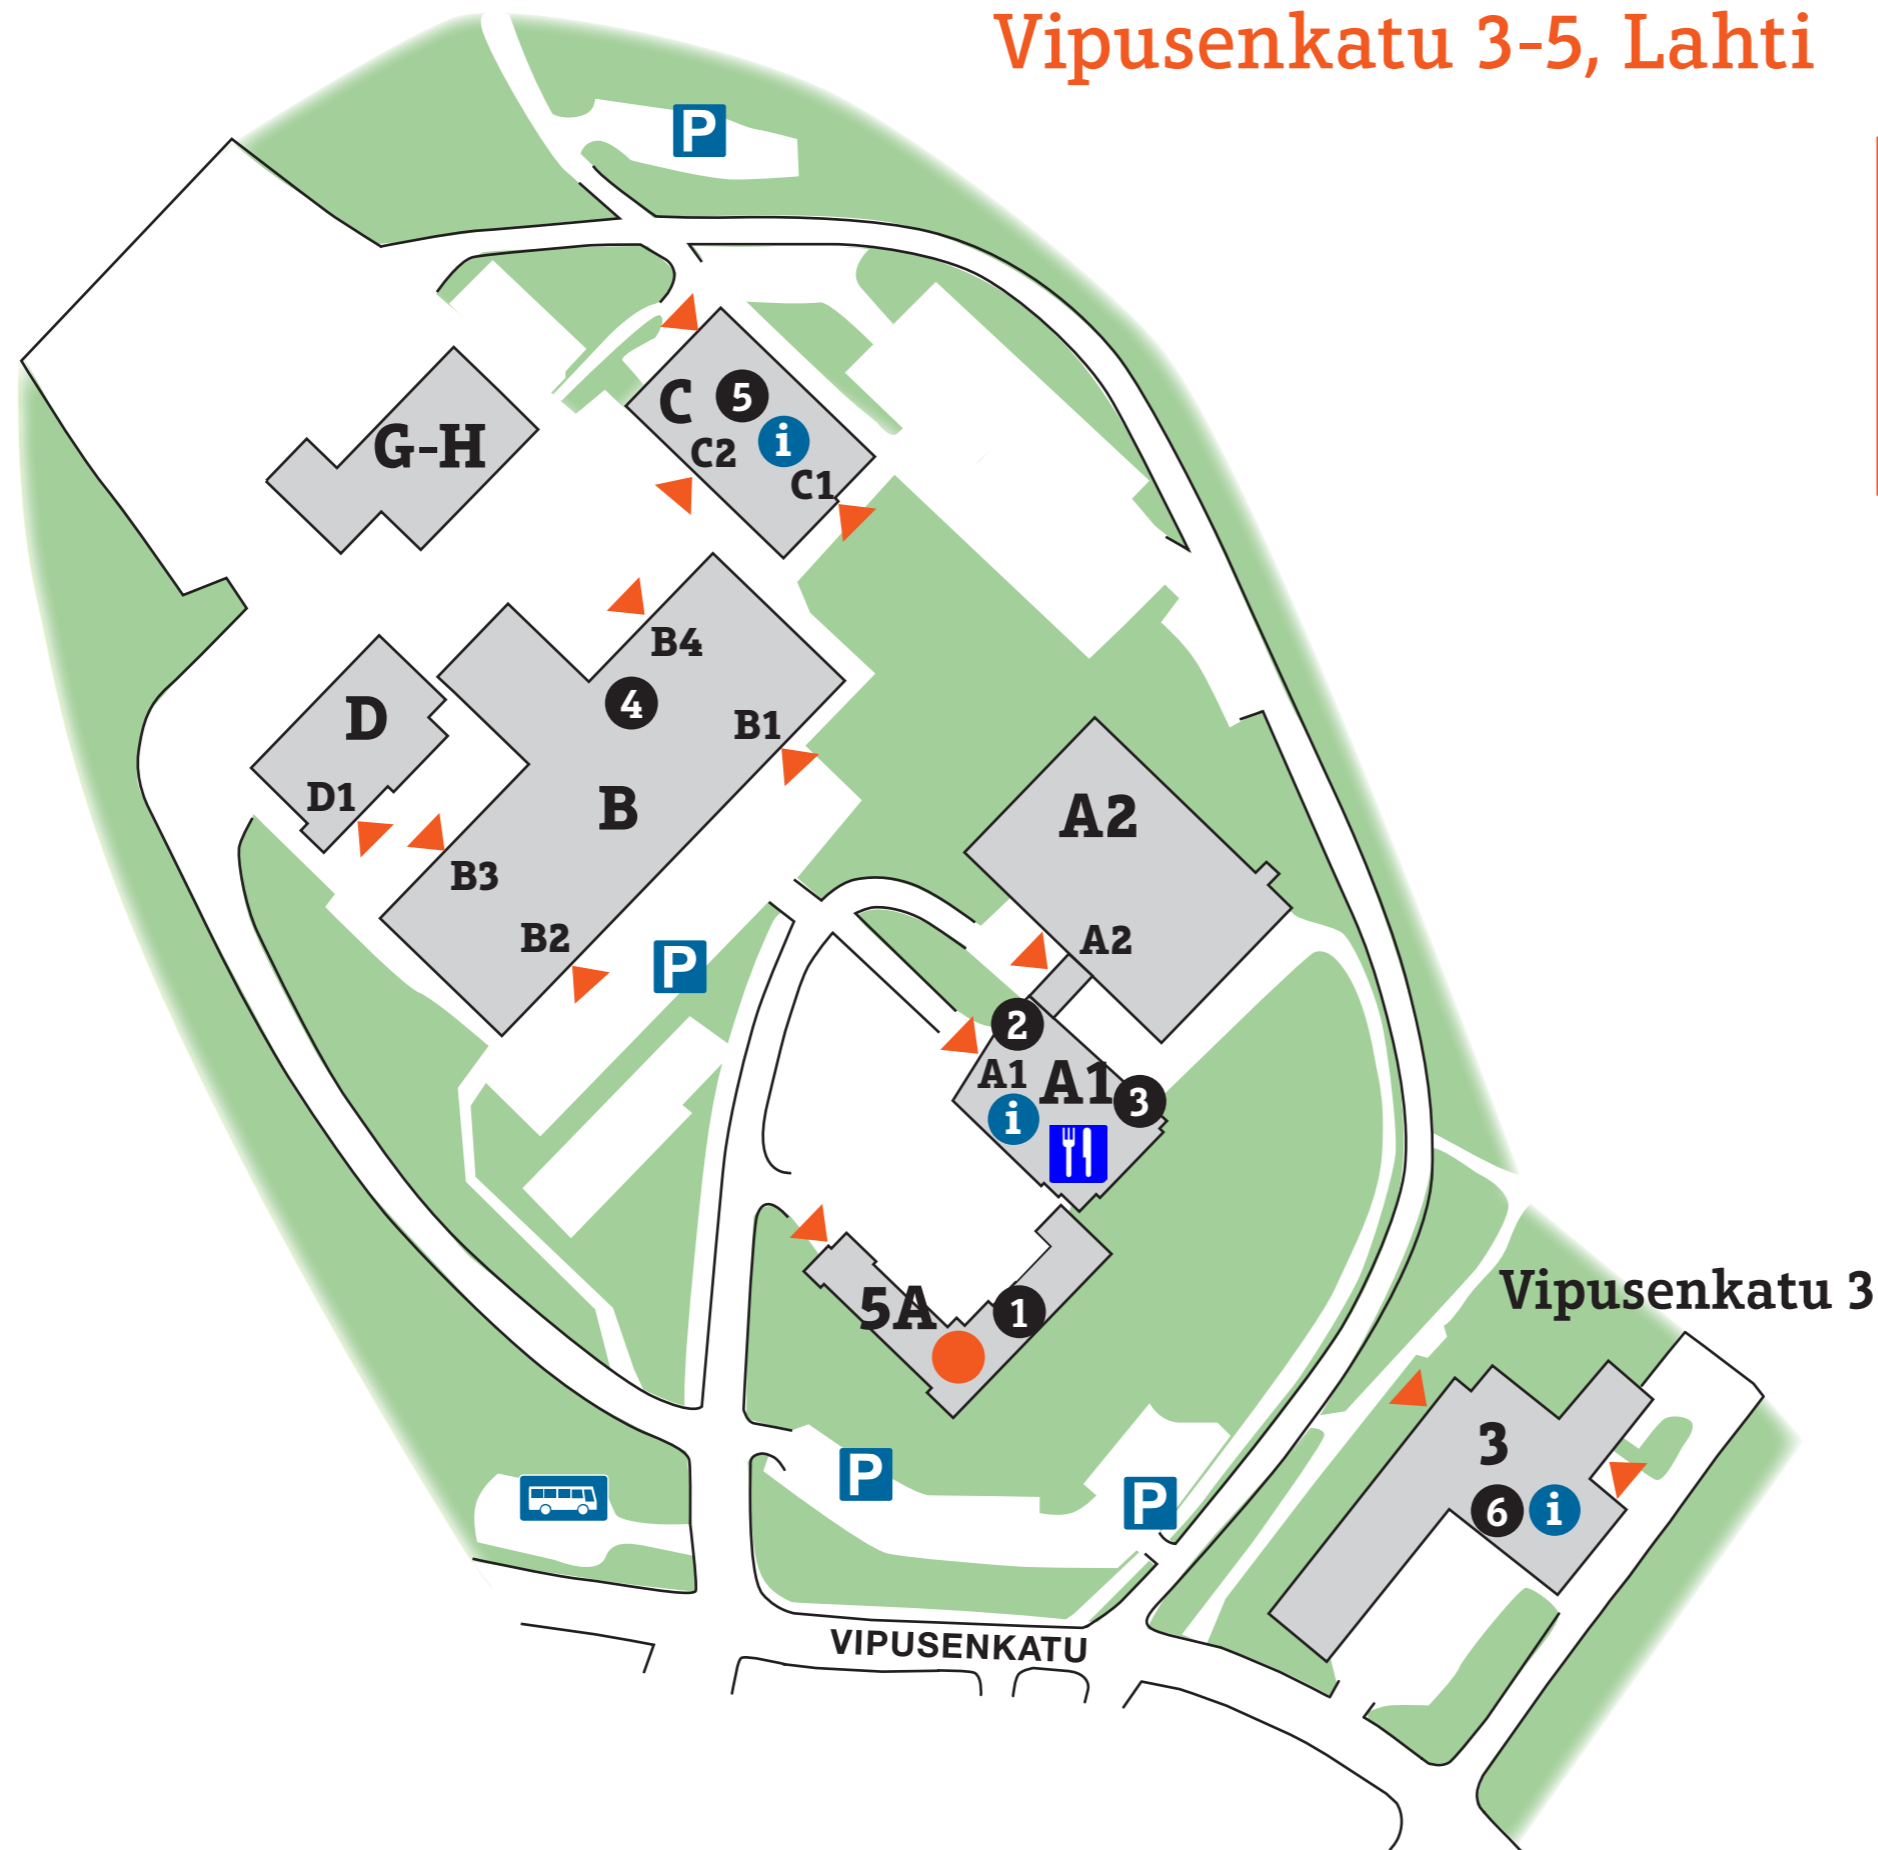 Vipusenkatu 3-5, Lahti
P
C
5
i
C2
C1
G-H
B4
4
B1
D
D1
B
B3
B2
P
A2
A2
2
A1
A1
3
i
5A
1
Vipusenkatu 3
3
6
i
P
P
VIPUSENKATU